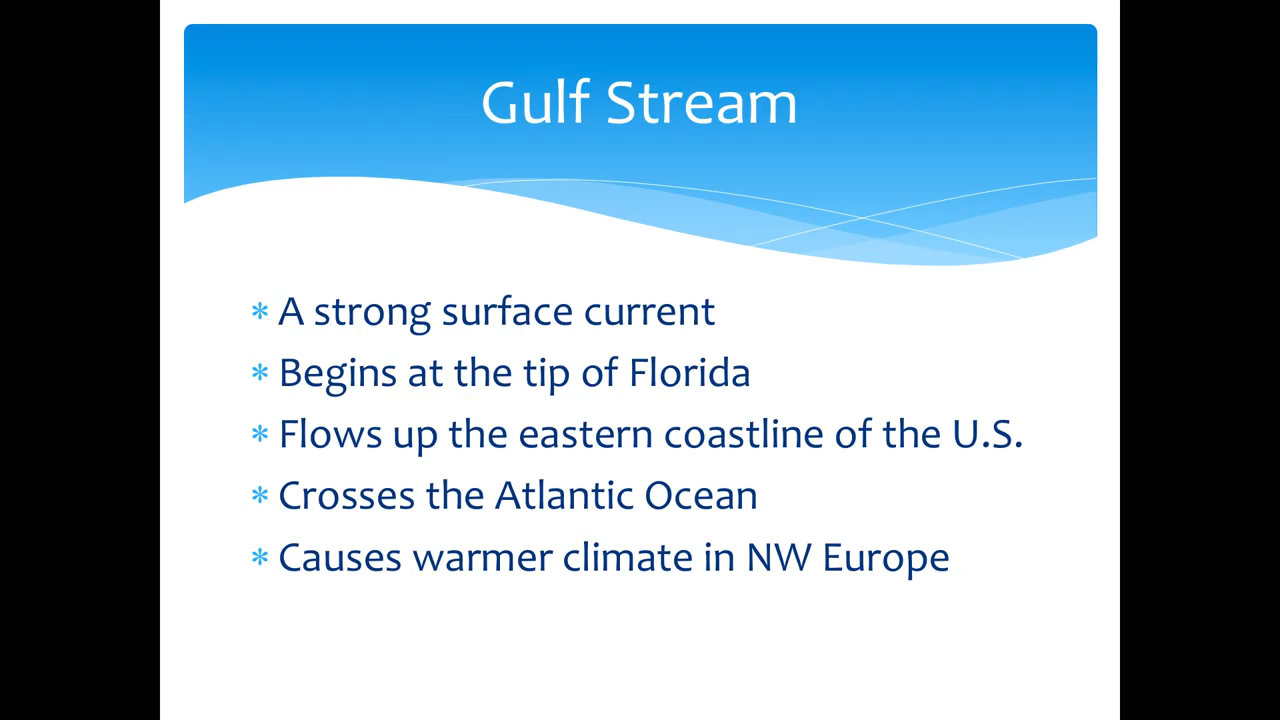 Gulf Stream
* A strong surface current
* Begins at the tip of Florida
* Flows up the eastern coastline of the U.S.
* Crosses the Atlantic Ocean
* Causes warmer climate in NW Europe